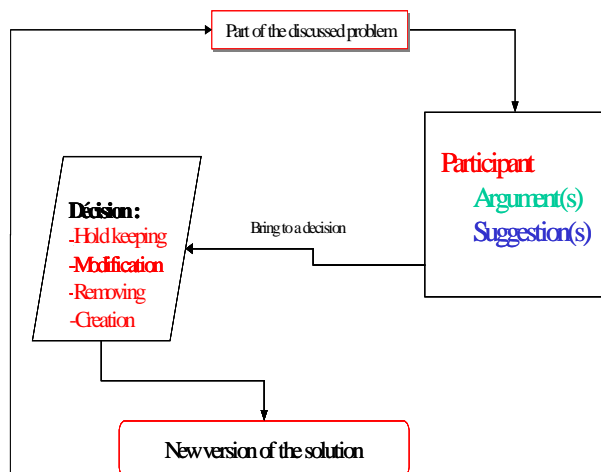 Part of the discussed problem
Participant
Argument(s)
Suggestion(s)
Bring to a decision
Décision :
-Hold keeping
-Modification
-Removing
-Creation
New version of the solution